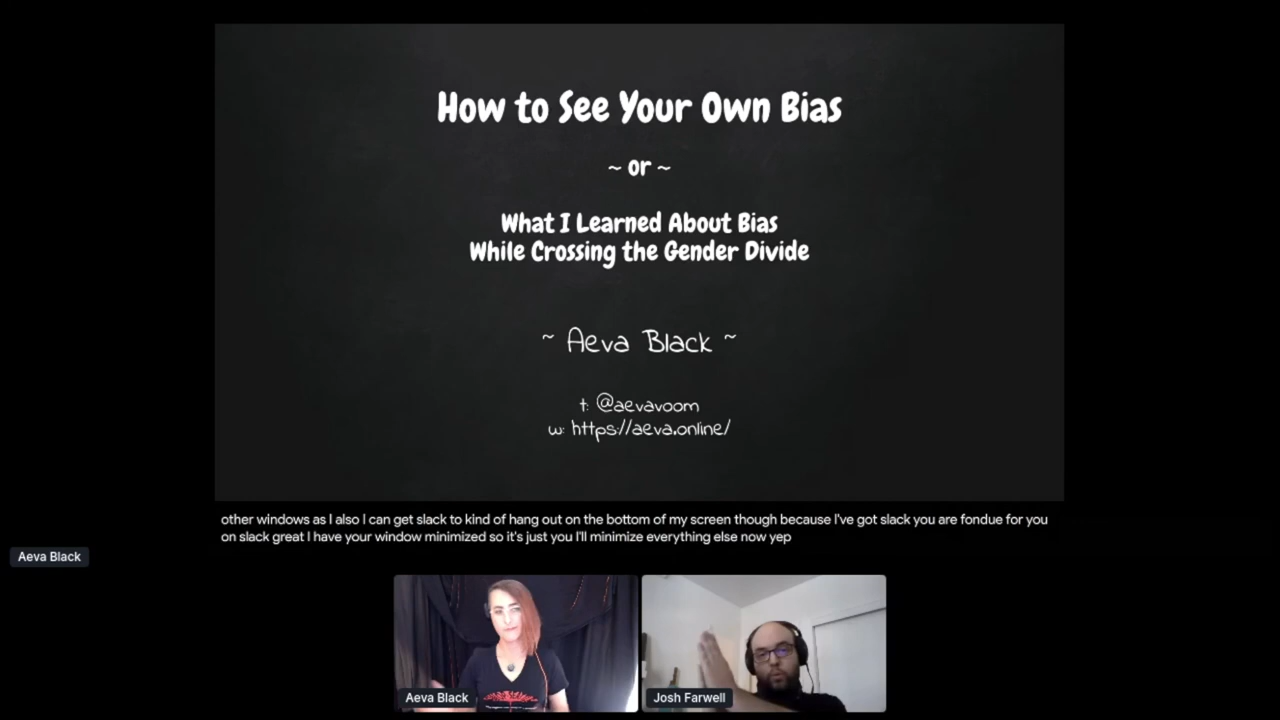 How to See Your Own Bias
~ or ~
What I Learned About Bias
While Crossing the Gender Divide
~ Aeva Black ~
t: @aevavoom
w: https://aeva.online/
other windows as I also I can get slack to kind of hang out on the bottom of my screen though because I've got slack you are fondue for you
on slack great I have your window minimized so it's just you I'll minimize everything else now yep
Aeva Black
Aeva Black
Josh Farwell